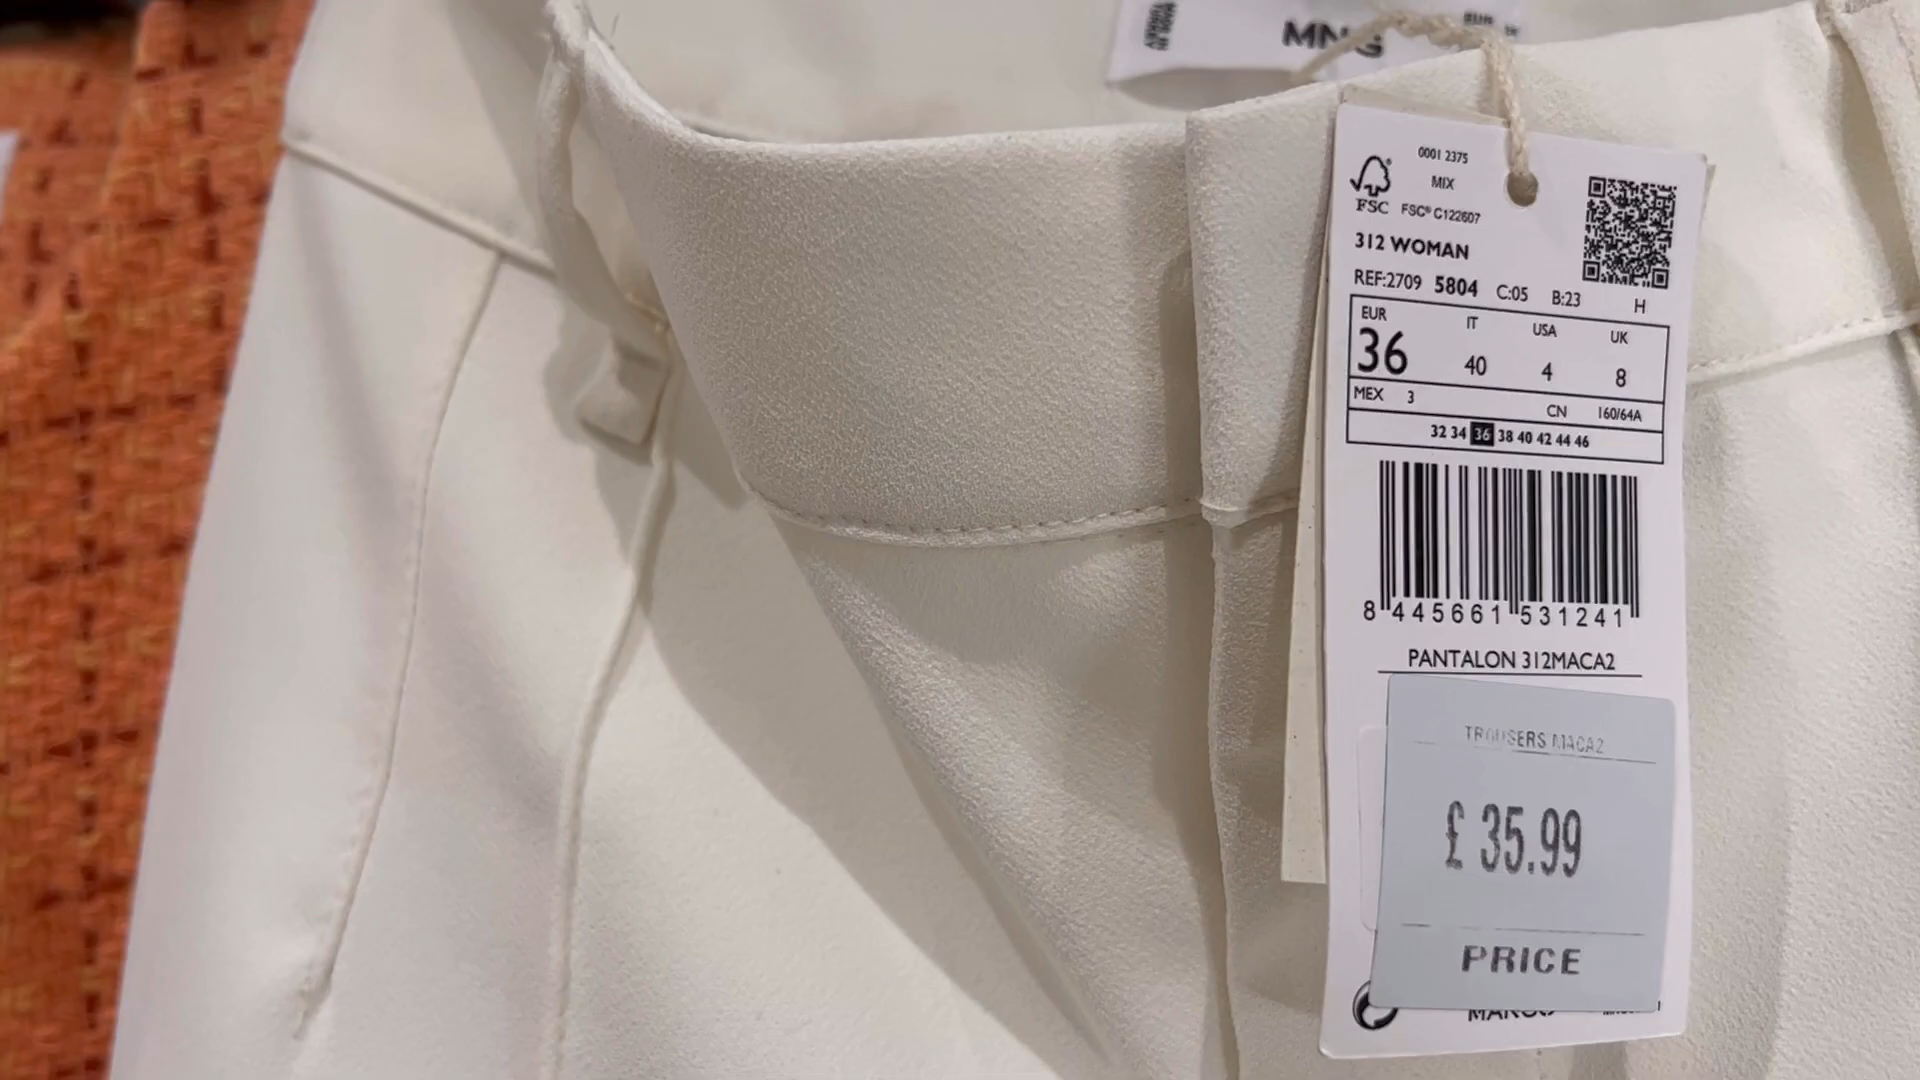 MNG
EUR
0001 2375
MIX
FSC FSC® C122607
312 WOMAN
REF:2709 5804 C:05 B:23 H
EUR IT USA UK
36 40 4 8
MEX 3 CN 160/64A
32 34 36 38 40 42 44 46
8 445661 531241
PANTALON 312MACA2
TROUSERS MACA2
£ 35.99
PRICE